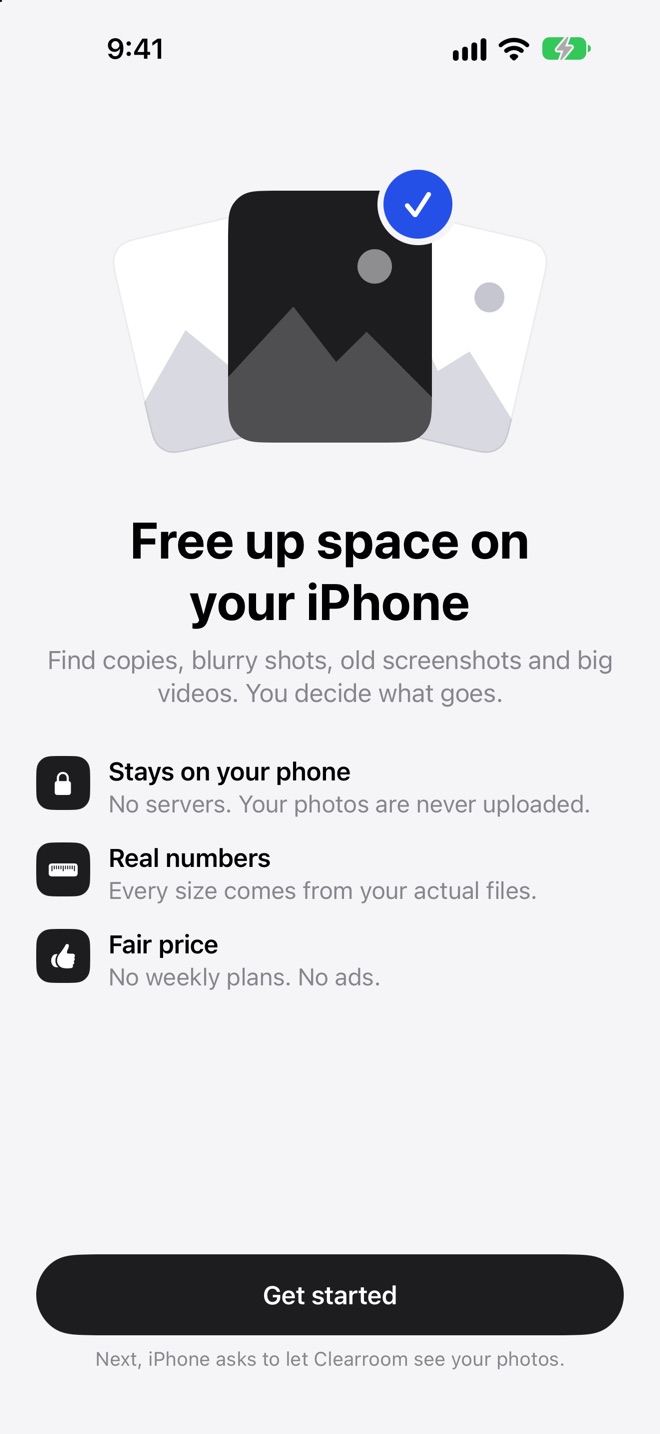 9:41
Free up space on
your iPhone
Find copies, blurry shots, old screenshots and big
videos. You decide what goes.
Stays on your phone
No servers. Your photos are never uploaded.
Real numbers
Every size comes from your actual files.
Fair price
No weekly plans. No ads.
Get started
Next, iPhone asks to let Clearroom see your photos.